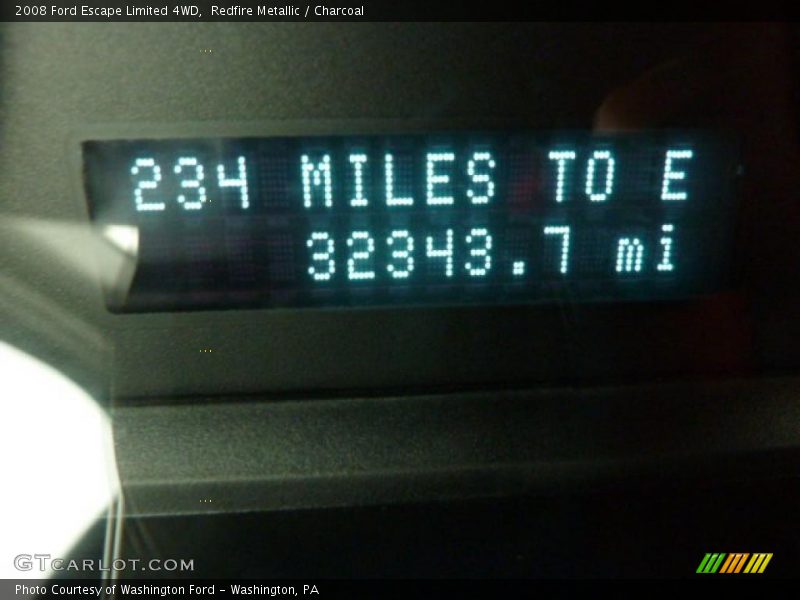 2008 Ford Escape Limited 4WD, Redfire Metallic / Charcoal
234 MILES TO E
32343.7 mi
GTCARLOT.COM
Photo Courtesy of Washington Ford - Washington, PA